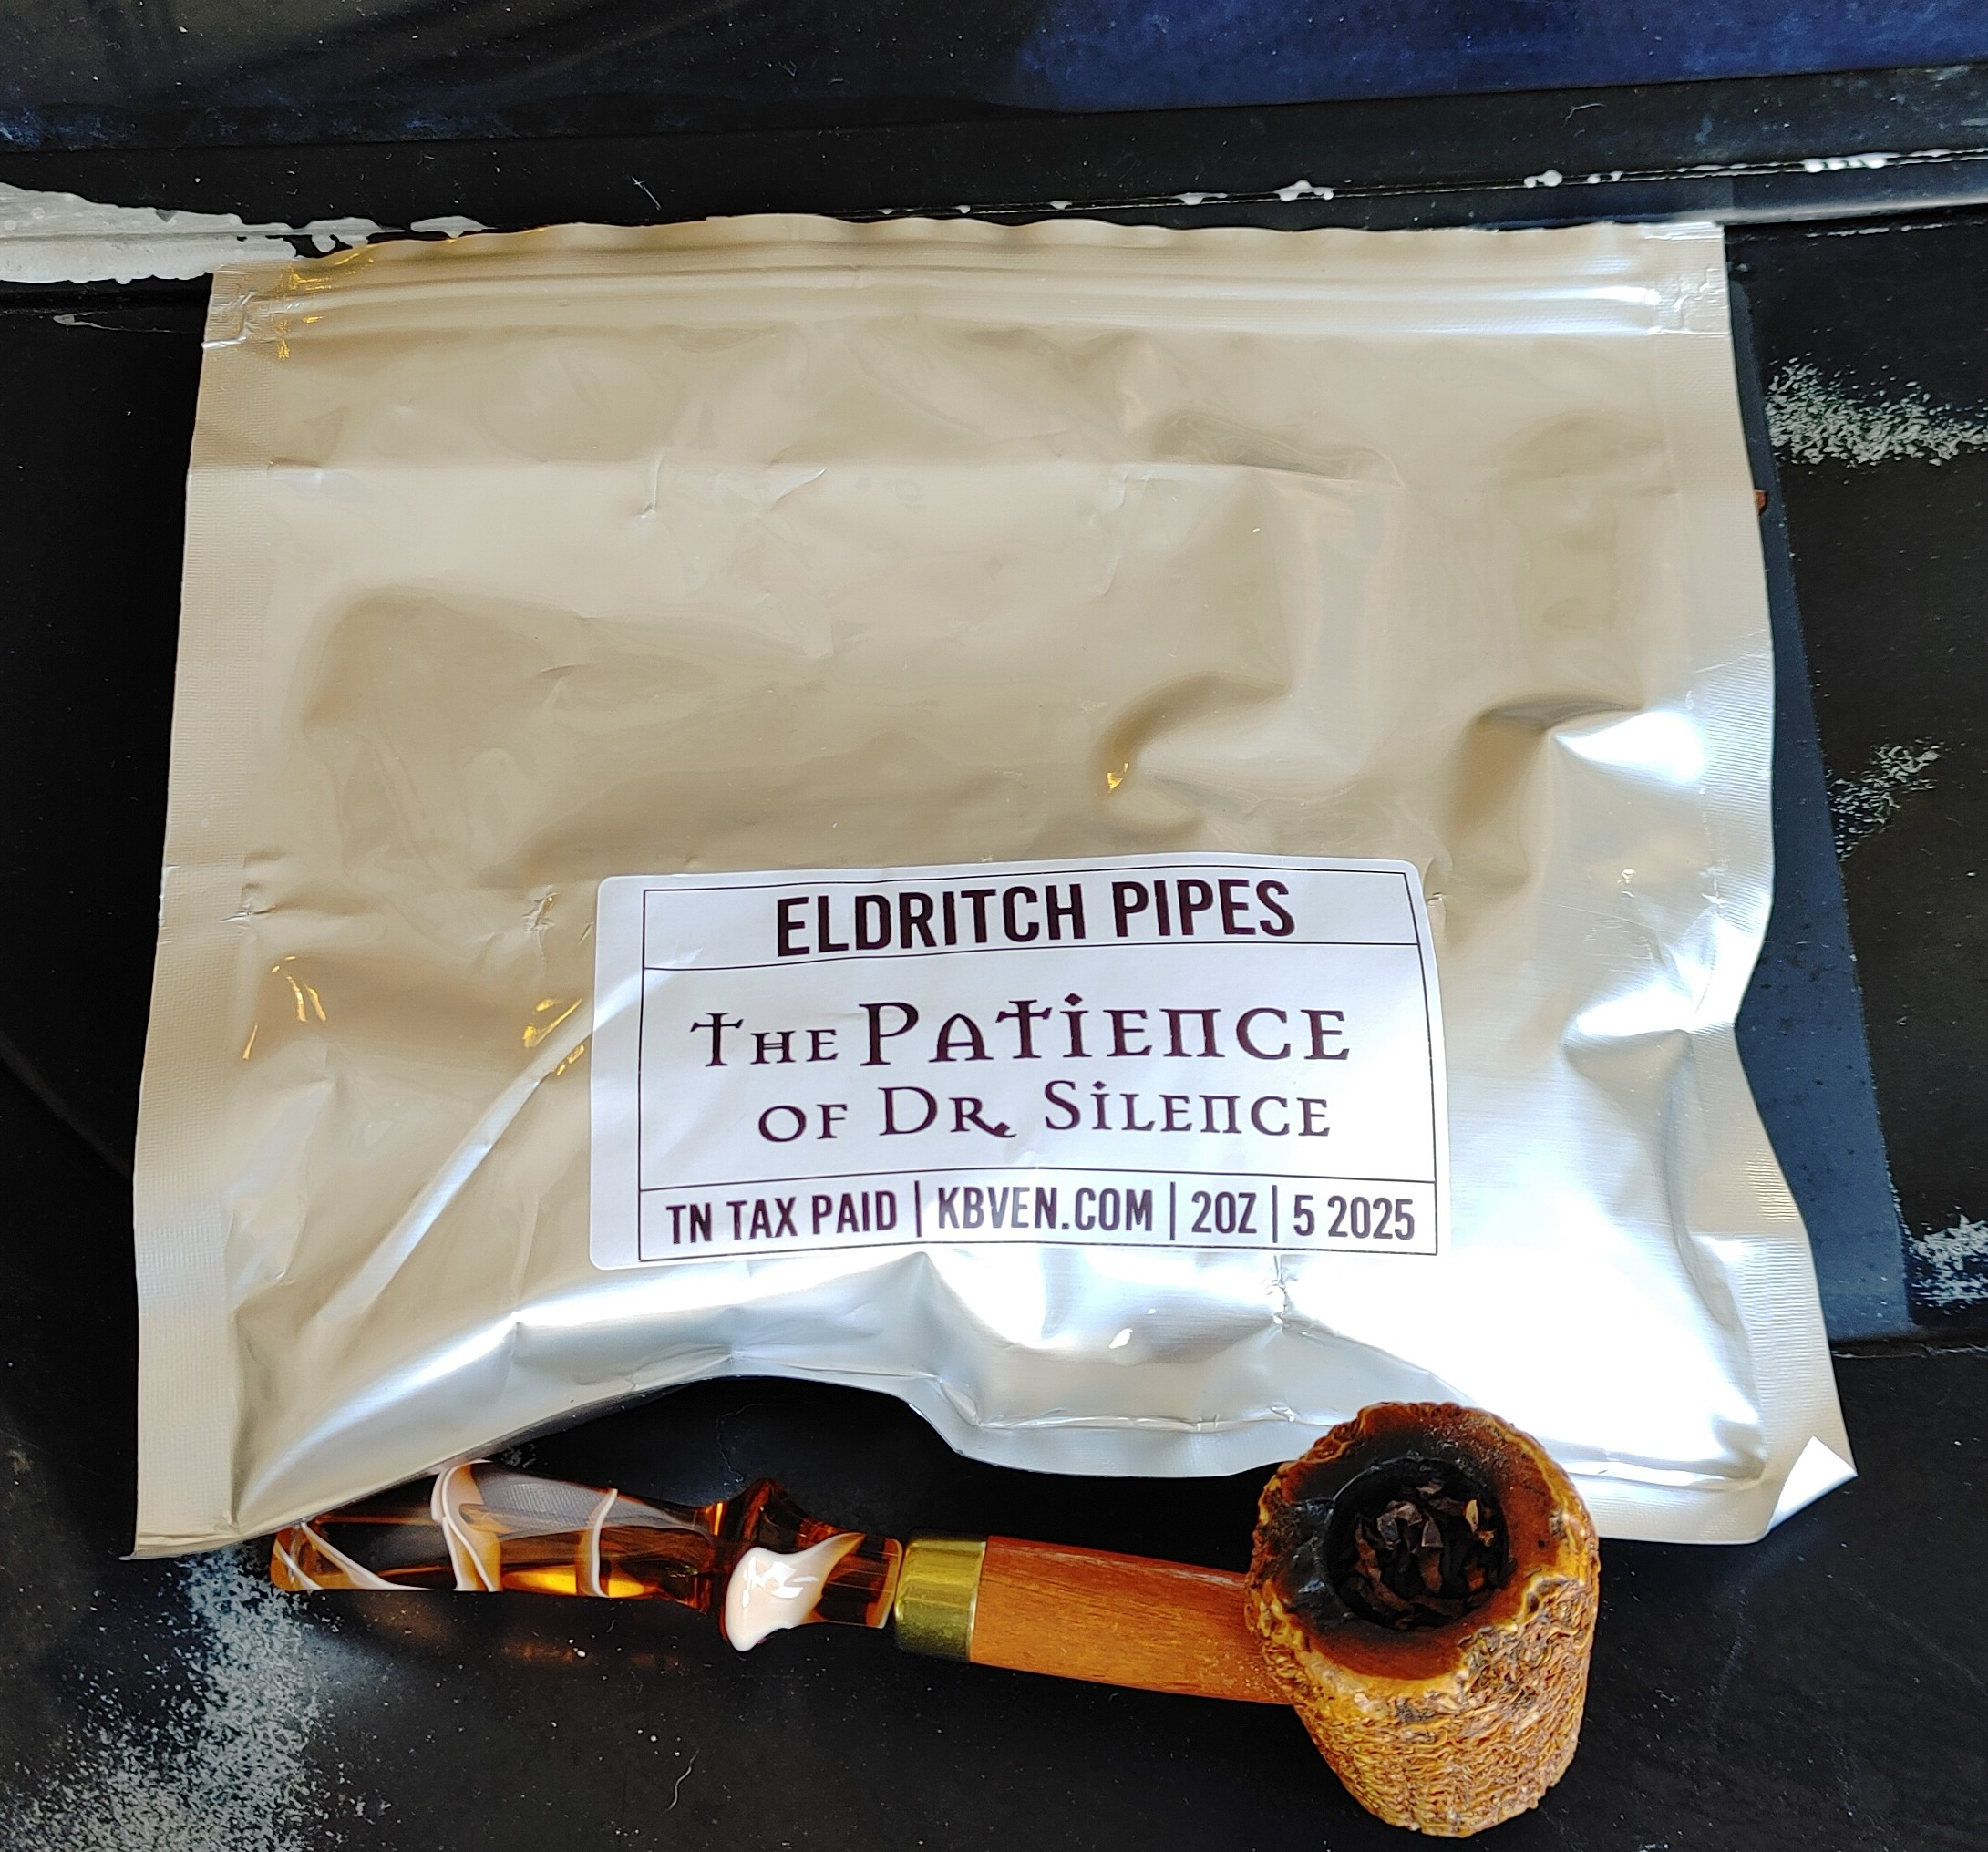 ELDRITCH PIPES
THE PATIENCE
OF DR. SILENCE
TN TAX PAID | KBVEN.COM | 2OZ | 5 2025